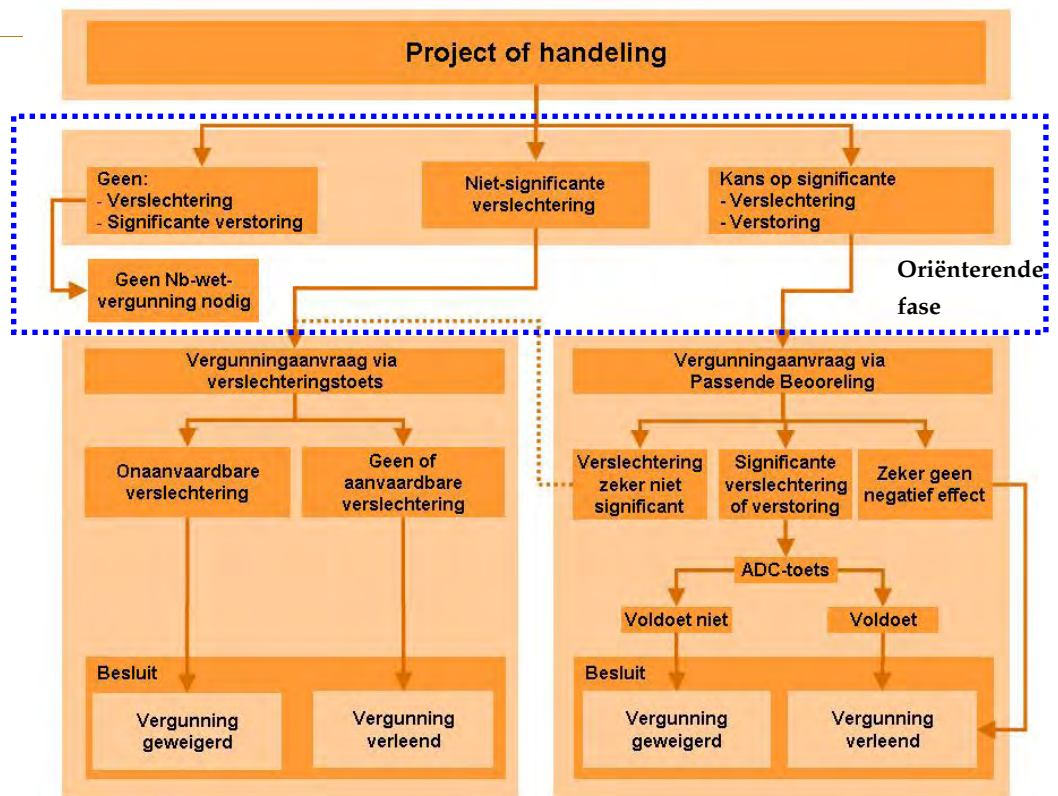 Project of handeling
Geen:
- Verslechtering
- Significante verstoring
Niet-significante
verslechtering
Kans op significante
- Verslechtering
- Verstoring
Geen Nb-wet-
vergunning nodig
Oriënterende
fase
Vergunningaanvraag via
verslechteringstoets
Onaanvaardbare
verslechtering
Geen of
aanvaardbare
verslechtering
Besluit
Vergunning
geweigerd
Vergunning
verleend
Vergunningaanvraag via
Passende Beooreling
Verslechtering
zeker niet
significant
Significante
verslechtering
of verstoring
Zeker geen
negatief effect
ADC-toets
Voldoet niet
Voldoet
Besluit
Vergunning
geweigerd
Vergunning
verleend